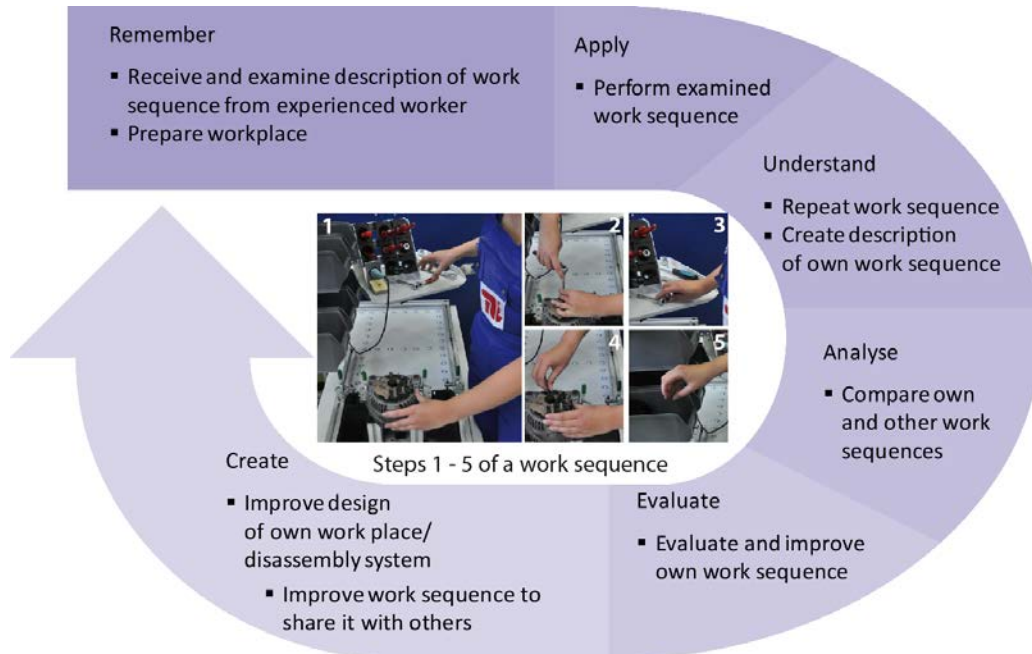 Remember
▪ Receive and examine description of work
sequence from experienced worker
▪ Prepare workplace
Apply
▪ Perform examined
work sequence
Understand
▪ Repeat work sequence
▪ Create description
of own work sequence
Analyse
▪ Compare own
and other work
sequences
Evaluate
▪ Evaluate and improve
own work sequence
Create
▪ Improve design
of own work place/
disassembly system
▪ Improve work sequence to
share it with others
1
2
3
4
5
Steps 1 - 5 of a work sequence